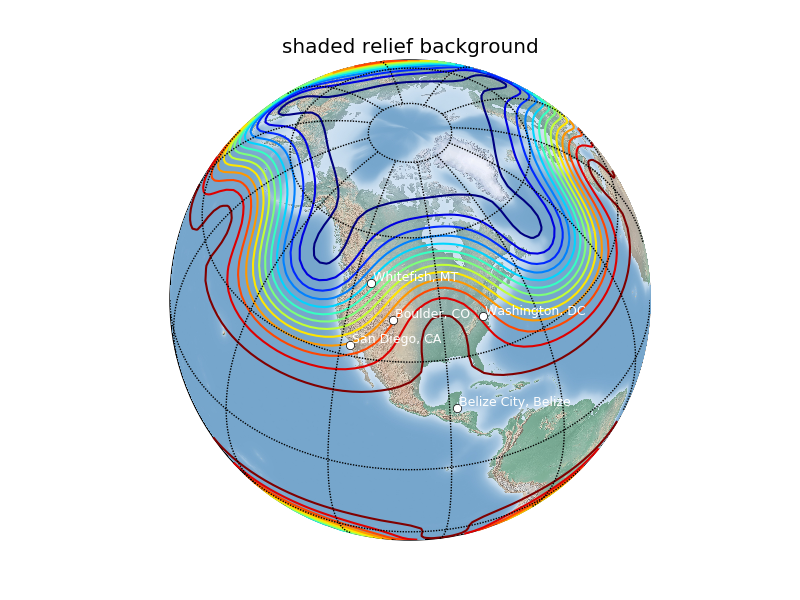 shaded relief background
Whitefish, MT
Boulder, CO
Washington, DC
San Diego, CA
Belize City, Belize